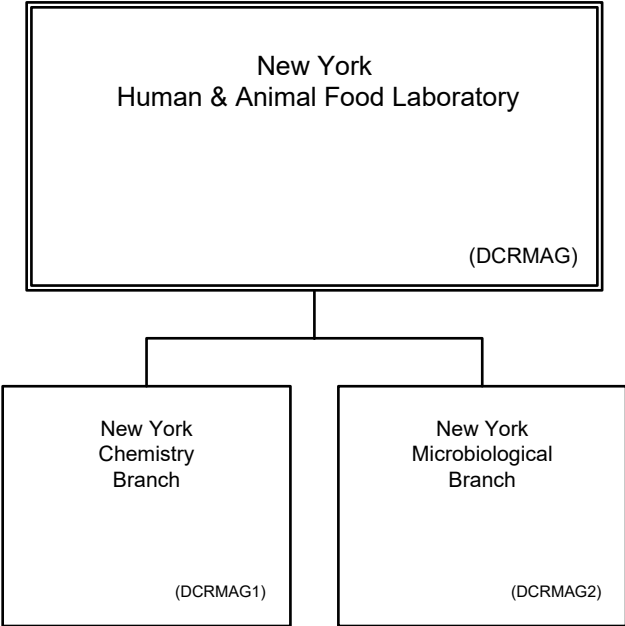 New York
Human & Animal Food Laboratory
(DCRMAG)
New York
Chemistry
Branch
(DCRMAG1)
New York
Microbiological
Branch
(DCRMAG2)